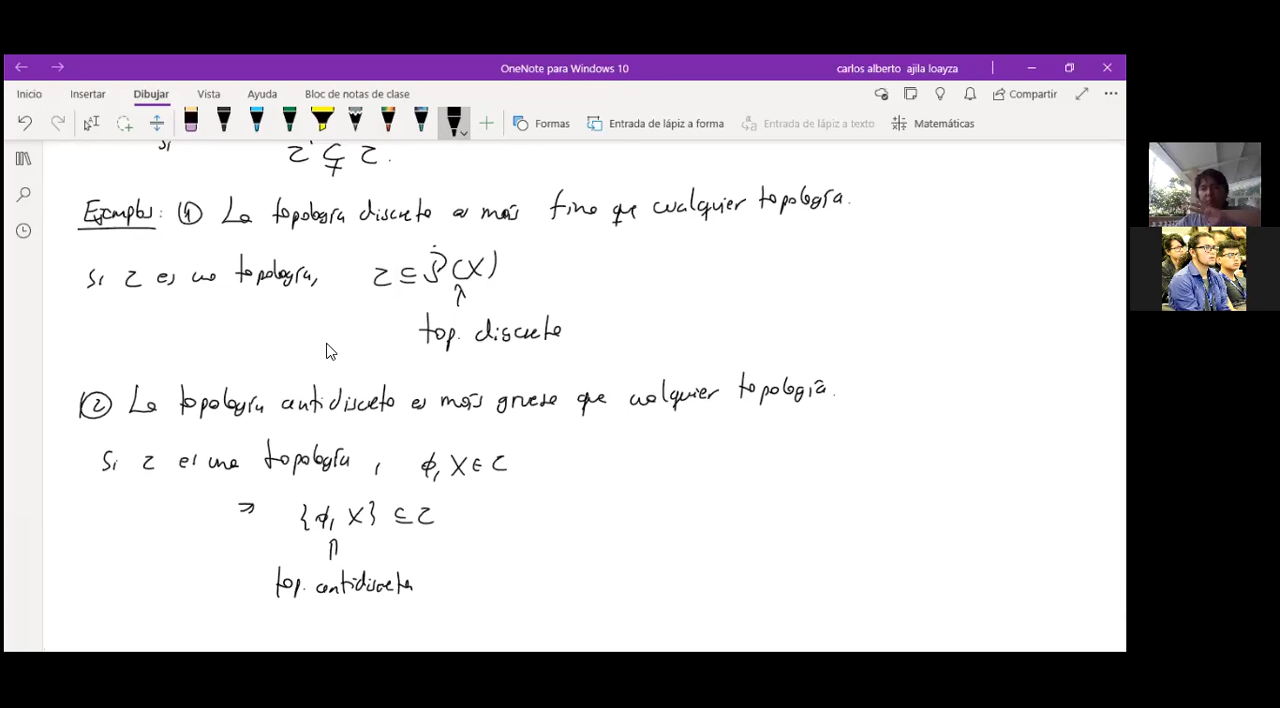 OneNote para Windows 10
carlos alberto ajila loayza
Inicio Insertar Dibujar Vista Ayuda Bloc de notas de clase
Compartir
Formas Entrada de lápiz a forma Entrada de lápiz a texto Matemáticas
si τ' ⊊ τ.
Ejemplos: (1) La topología discreta es más fina que cualquier topología.
Si τ es una topología, τ ⊆ P(X)
↑
top. discreta
(2) La topología antidiscreta es más gruesa que cualquier topología.
Si τ es una topología, ϕ, X ∈ τ
⇒ {ϕ, X} ⊆ τ
⇑
top. antidiscreta